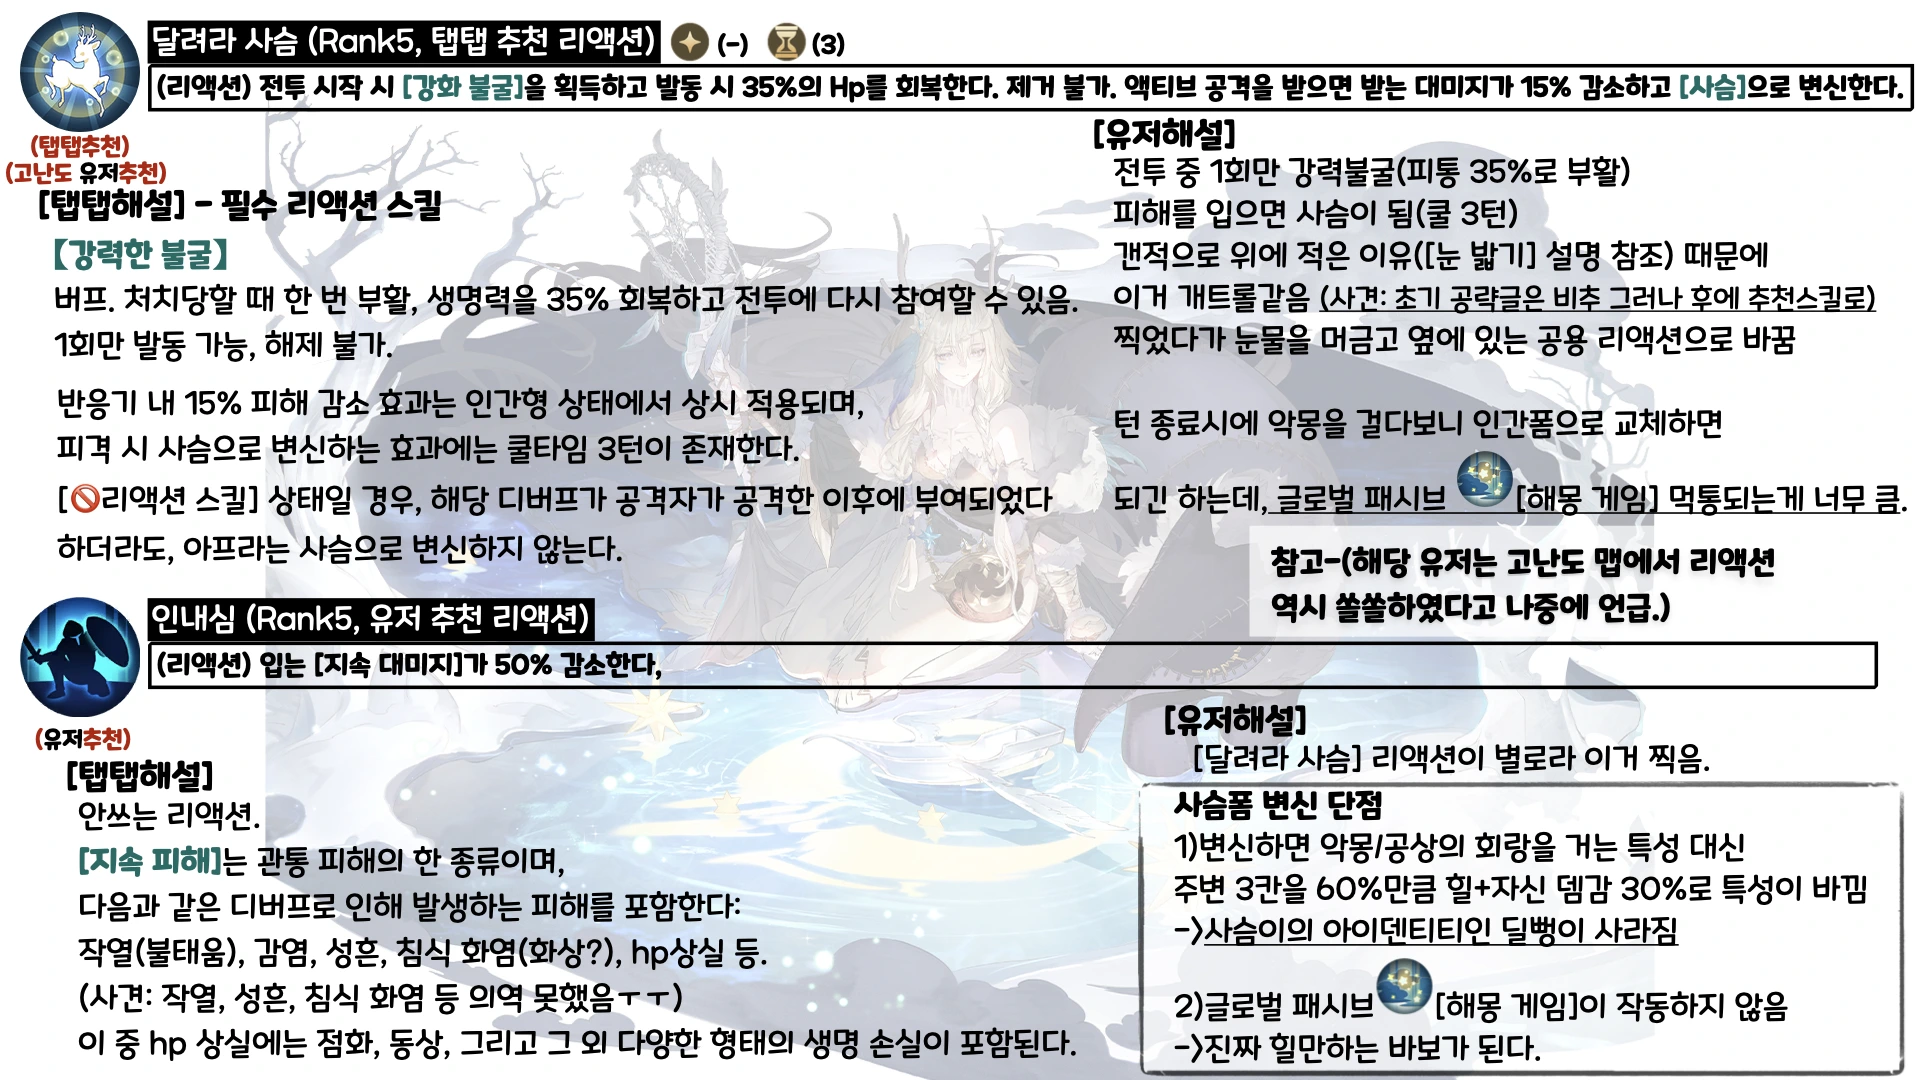 달려라 사슴 (Rank5, 탭탭 추천 리액션) (-) (3)
(리액션) 전투 시작 시 [강화 불굴]을 획득하고 발동 시 35%의 Hp를 회복한다. 제거 불가. 액티브 공격을 받으면 받는 대미지가 15% 감소하고 [사슴]으로 변신한다.
(탭탭추천)
(고난도 유저추천)
[탭탭해설] - 필수 리액션 스킬
【강력한 불굴】
버프. 처치당할 때 한 번 부활, 생명력을 35% 회복하고 전투에 다시 참여할 수 있음.
1회만 발동 가능, 해제 불가.
반응기 내 15% 피해 감소 효과는 인간형 상태에서 상시 적용되며,
피격 시 사슴으로 변신하는 효과에는 쿨타임 3턴이 존재한다.
[🚫리액션 스킬] 상태일 경우, 해당 디버프가 공격자가 공격한 이후에 부여되었다
하더라도, 아프라는 사슴으로 변신하지 않는다.
[유저해설]
전투 중 1회만 강력불굴(피통 35%로 부활)
피해를 입으면 사슴이 됨(쿨 3턴)
갠적으로 위에 적은 이유([눈 밟기] 설명 참조) 때문에
이거 개트롤같음 (사견: 초기 공략글은 비추 그러나 후에 추천스킬로)
찍었다가 눈물을 머금고 옆에 있는 공용 리액션으로 바꿈
턴 종료시에 악몽을 걸다보니 인간폼으로 교체하면
되긴 하는데, 글로벌 패시브 [해몽 게임] 먹통되는게 너무 큼.
참고-(해당 유저는 고난도 맵에서 리액션
역시 쏠쏠하였다고 나중에 언급.)
인내심 (Rank5, 유저 추천 리액션)
(리액션) 입는 [지속 대미지]가 50% 감소한다,
(유저추천)
[탭탭해설]
안쓰는 리액션.
[지속 피해]는 관통 피해의 한 종류이며,
다음과 같은 디버프로 인해 발생하는 피해를 포함한다:
작열(불태움), 감염, 성흔, 침식 화염(화상?), hp상실 등.
(사견: 작열, 성흔, 침식 화염 등 의역 못했음ㅜㅜ)
이 중 hp 상실에는 점화, 동상, 그리고 그 외 다양한 형태의 생명 손실이 포함된다.
[유저해설]
[달려라 사슴] 리액션이 별로라 이거 찍음.
사슴폼 변신 단점
1)변신하면 악몽/공상의 회랑을 거는 특성 대신
주변 3칸을 60%만큼 힐+자신 뎀감 30%로 특성이 바뀜
->사슴이의 아이덴티티인 딜뻥이 사라짐
2)글로벌 패시브 [해몽 게임]이 작동하지 않음
->진짜 힐만하는 바보가 된다.